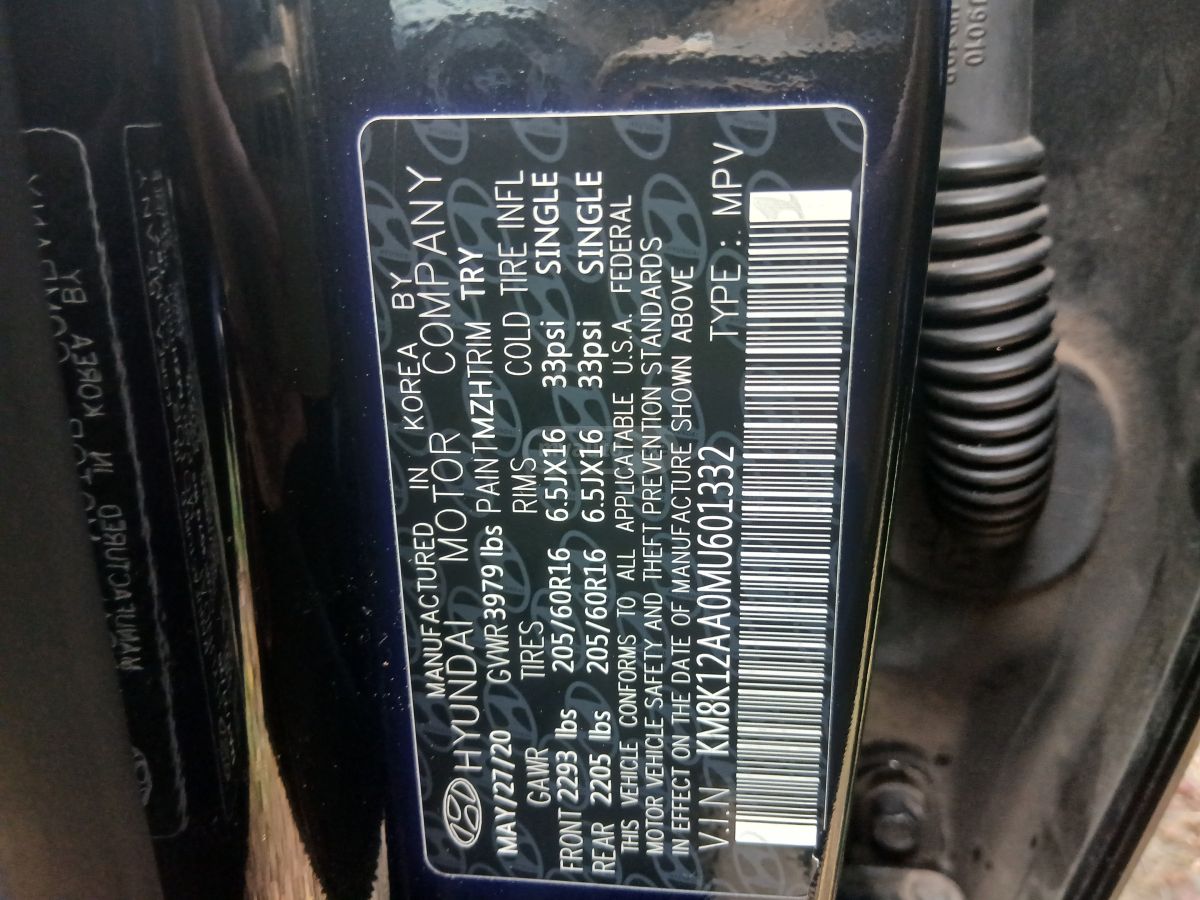 MANUFACTURED IN KOREA BY
HYUNDAI MOTOR COMPANY
MAY/27/20 GVWR 3979 lbs PAINT MZH TRIM TRY
GAWR TIRES RIMS COLD TIRE INFL
FRONT 2293 lbs 205/60R16 6.5JX16 33psi SINGLE
REAR 2205 lbs 205/60R16 6.5JX16 33psi SINGLE
THIS VEHICLE CONFORMS TO ALL APPLICATABLE U.S.A. FEDERAL
MOTOR VEHICLE SAFETY AND THEFT PREVENTION STANDARDS
IN EFFECT ON THE DATE OF MANUFACTURE SHOWN ABOVE
V.I.N KM8K12AA0MU601332 TYPE : MPV